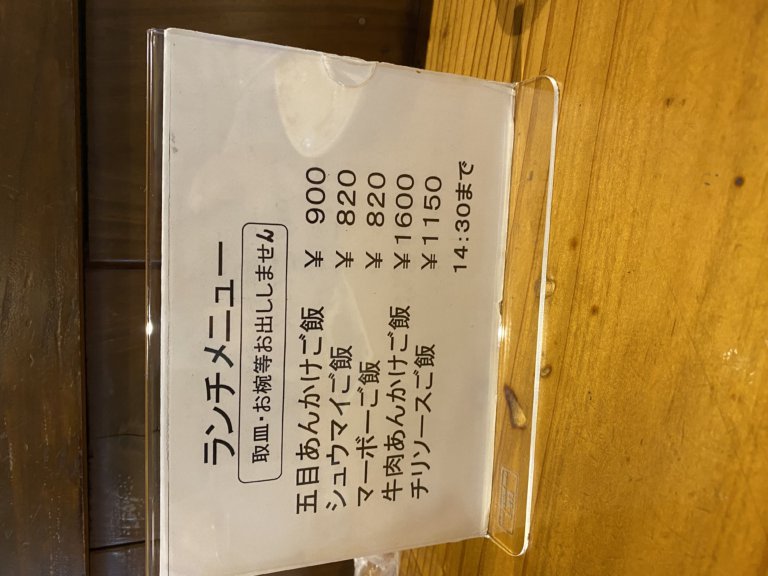 ランチメニュー
取皿・お椀等お出ししません
五目あんかけご飯 ¥ 900
シュウマイご飯 ¥ 820
マーボーご飯 ¥ 820
牛肉あんかけご飯 ¥1600
チリソースご飯 ¥1150
14:30まで